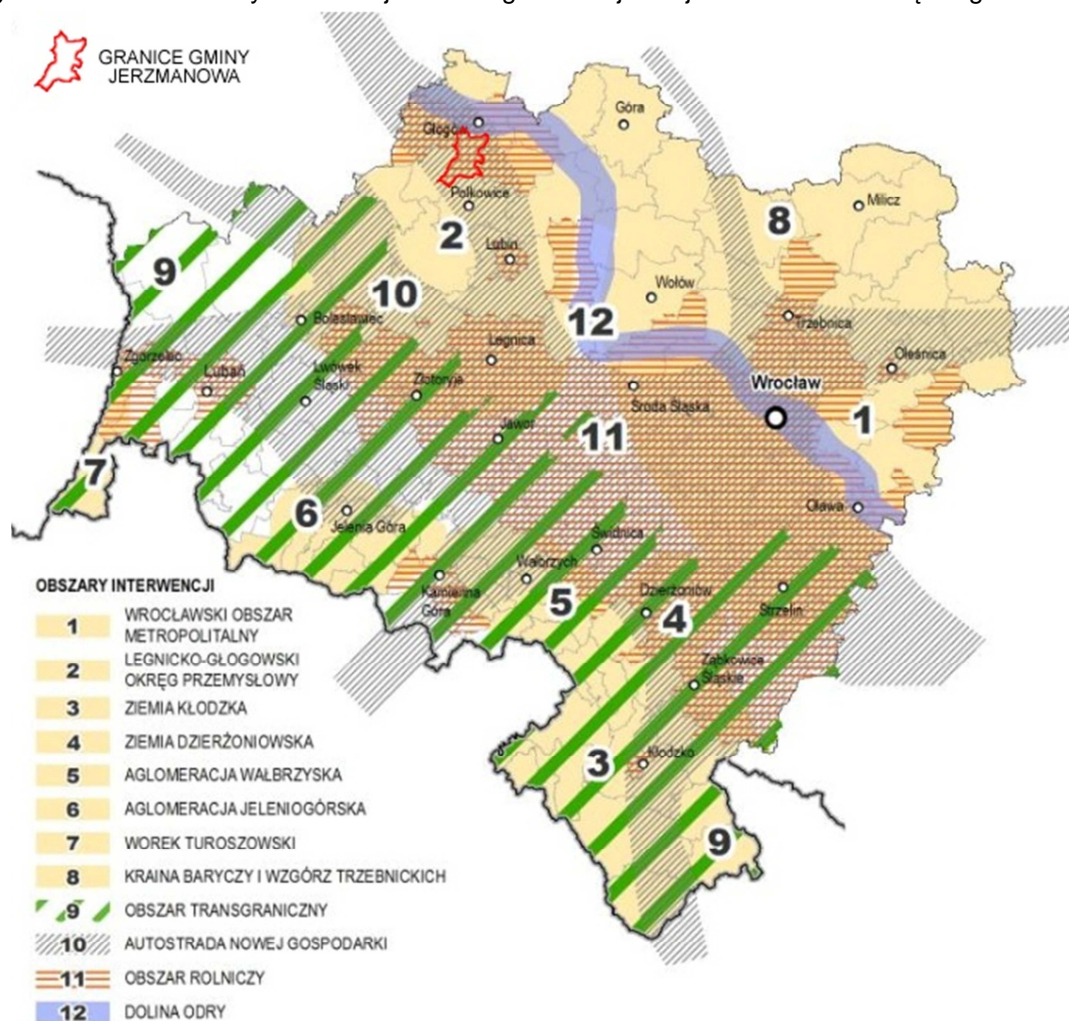 GRANICE GMINY
JERZMANOWA
Góra
Głogów
Polkowice
Milicz
8
2
Lubin
9
Wołów
10
12
Bolesławiec
Trzebnica
Legnica
Zgorzelec
Oleśnica
Lubań
Lwówek
Śląski
Złotoryja
Wrocław
Środa Śląska
1
Jawor
11
7
6
Jelenia Góra
Oława
Świdnica
Wałbrzych
Kamienna
Góra
Dzierżoniów
5
4
Strzelin
Ząbkowice
Śląskie
Kłodzko
3
9
OBSZARY INTERWENCJI
1 WROCŁAWSKI OBSZAR
METROPOLITALNY
2 LEGNICKO-GŁOGOWSKI
OKRĘG PRZEMYSŁOWY
3 ZIEMIA KŁODZKA
4 ZIEMIA DZIERŻONIOWSKA
5 AGLOMERACJA WAŁBRZYSKA
6 AGLOMERACJA JELENIOGÓRSKA
7 WOREK TUROSZOWSKI
8 KRAINA BARYCZY I WZGÓRZ TRZEBNICKICH
9 OBSZAR TRANSGRANICZNY
10 AUTOSTRADA NOWEJ GOSPODARKI
11 OBSZAR ROLNICZY
12 DOLINA ODRY